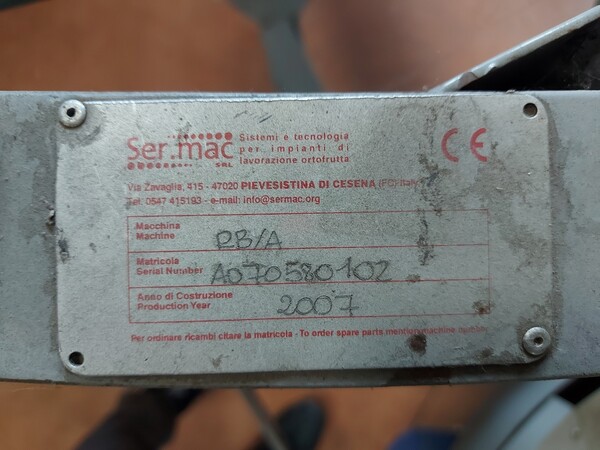 Ser.mac
SRL
Sistemi e tecnologia
per impianti di
lavorazione ortofrutta
CE
Via Zavaglia, 415 - 47020 PIEVESISTINA DI CESENA (FC) Italy
Tel. 0547 415193 - e-mail: info@sermac.org
Macchina
Machine
RB/A
Matricola
Serial Number
A070580102
Anno di Costruzione
Production Year
2007
Per ordinare ricambi citare la matricola - To order spare parts mention machine number